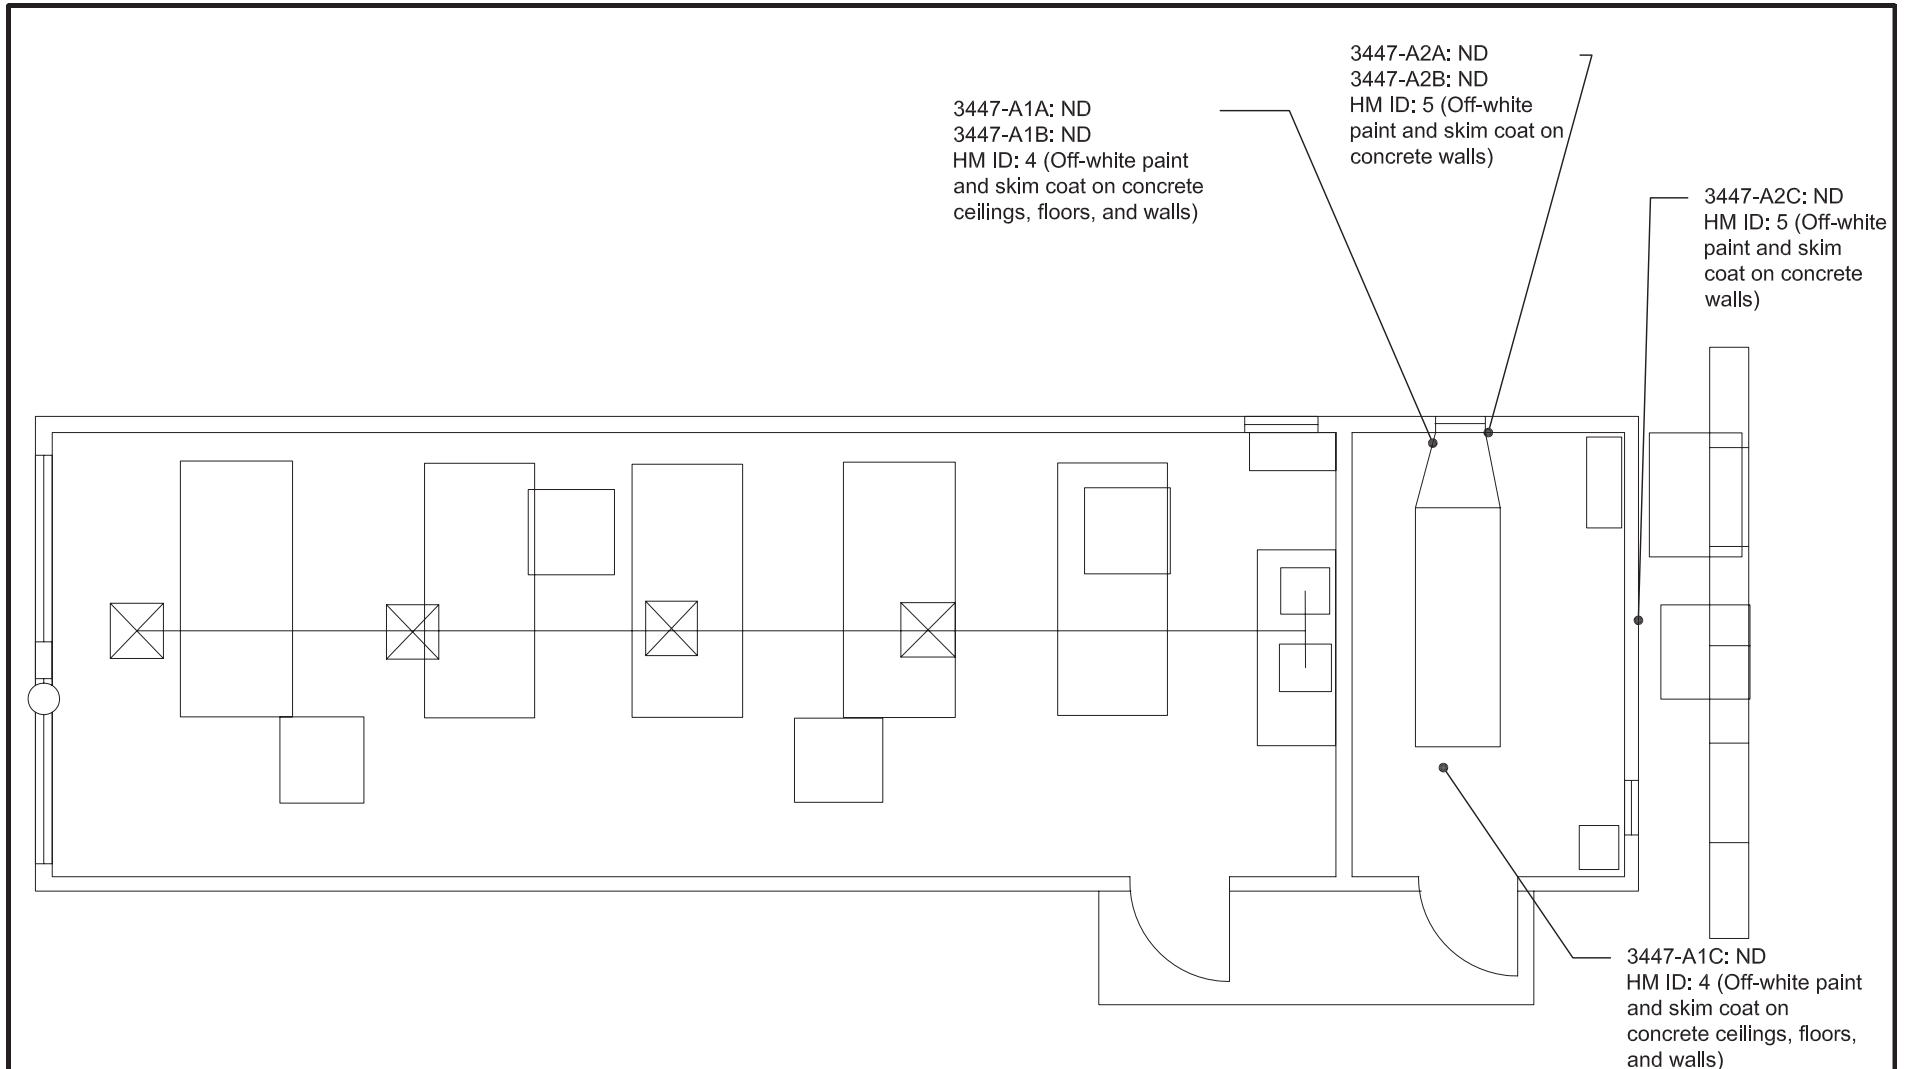 3447-A1A: ND
3447-A1B: ND
HM ID: 4 (Off-white paint
and skim coat on concrete
ceilings, floors, and walls)
3447-A2A: ND
3447-A2B: ND
HM ID: 5 (Off-white
paint and skim coat on
concrete walls)
3447-A2C: ND
HM ID: 5 (Off-white
paint and skim
coat on concrete
walls)
3447-A1C: ND
HM ID: 4 (Off-white paint
and skim coat on
concrete ceilings, floors,
and walls)